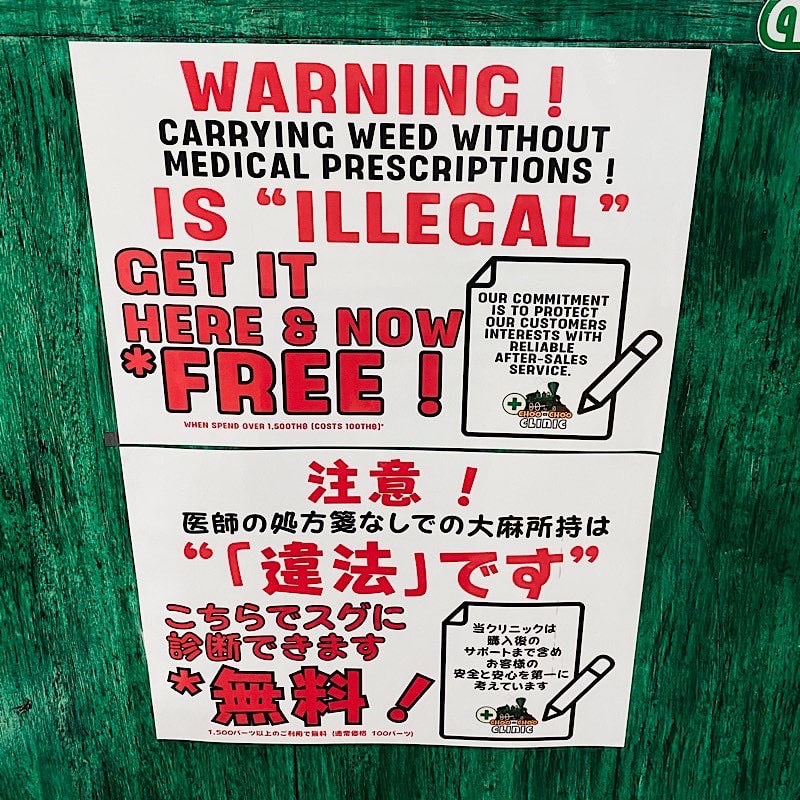 WARNING !
CARRYING WEED WITHOUT
MEDICAL PRESCRIPTIONS !
IS “ILLEGAL”
GET IT
HERE & NOW
*FREE !
WHEN SPEND OVER 1,500THB (COSTS 100THB)*
OUR COMMITMENT
IS TO PROTECT
OUR CUSTOMERS
INTERESTS WITH
RELIABLE
AFTER-SALES
SERVICE.
CHOO-CHOO
CLINIC
注意！
医師の処方箋なしでの大麻所持は
“「違法」です”
こちらでスグに
診断できます
*無料！
1,500バーツ以上のご利用で無料 (通常価格 100バーツ)
当クリニックは
購入後の
サポートまで含め
お客様の
安全と安心を第一に
考えています
CHOO-CHOO
CLINIC